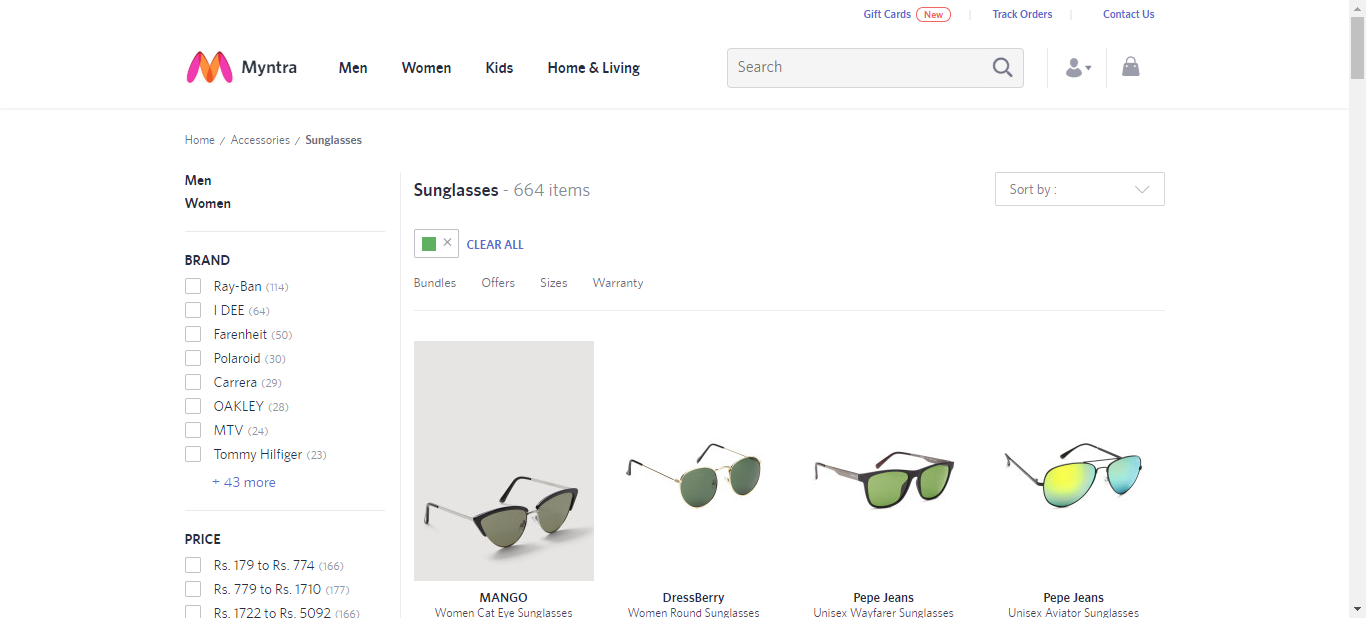 Gift Cards New Track Orders Contact Us
Myntra Men Women Kids Home & Living Search
Home / Accessories / Sunglasses
Men
Women
BRAND
Ray-Ban (114)
I DEE (64)
Farenheit (50)
Polaroid (30)
Carrera (29)
OAKLEY (28)
MTV (24)
Tommy Hilfiger (23)
+ 43 more
PRICE
Rs. 179 to Rs. 774 (166)
Rs. 779 to Rs. 1710 (177)
Rs. 1722 to Rs. 5092 (166)
Sunglasses - 664 items
Sort by :
CLEAR ALL
Bundles Offers Sizes Warranty
MANGO
Women Cat Eye Sunglasses
DressBerry
Women Round Sunglasses
Pepe Jeans
Unisex Wayfarer Sunglasses
Pepe Jeans
Unisex Aviator Sunglasses